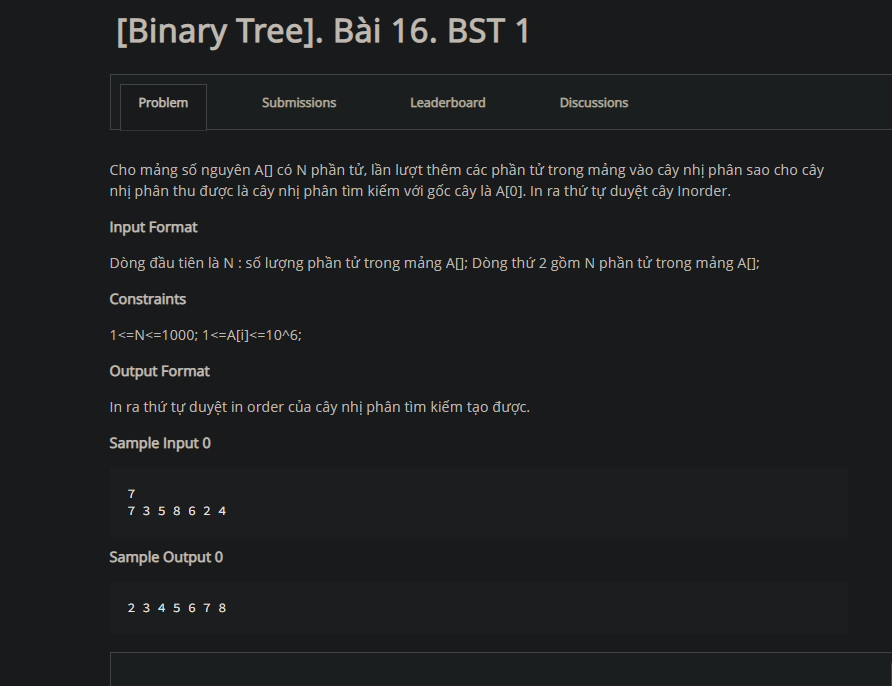 [Binary Tree]. Bài 16. BST 1
Problem
Submissions
Leaderboard
Discussions
Cho mảng số nguyên A[] có N phần tử, lần lượt thêm các phần tử trong mảng vào cây nhị phân sao cho cây
nhị phân thu được là cây nhị phân tìm kiếm với gốc cây là A[0]. In ra thứ tự duyệt cây Inorder.
Input Format
Dòng đầu tiên là N : số lượng phần tử trong mảng A[]; Dòng thứ 2 gồm N phần tử trong mảng A[];
Constraints
1<=N<=1000; 1<=A[i]<=10^6;
Output Format
In ra thứ tự duyệt in order của cây nhị phân tìm kiếm tạo được.
Sample Input 0
7
7 3 5 8 6 2 4
Sample Output 0
2 3 4 5 6 7 8